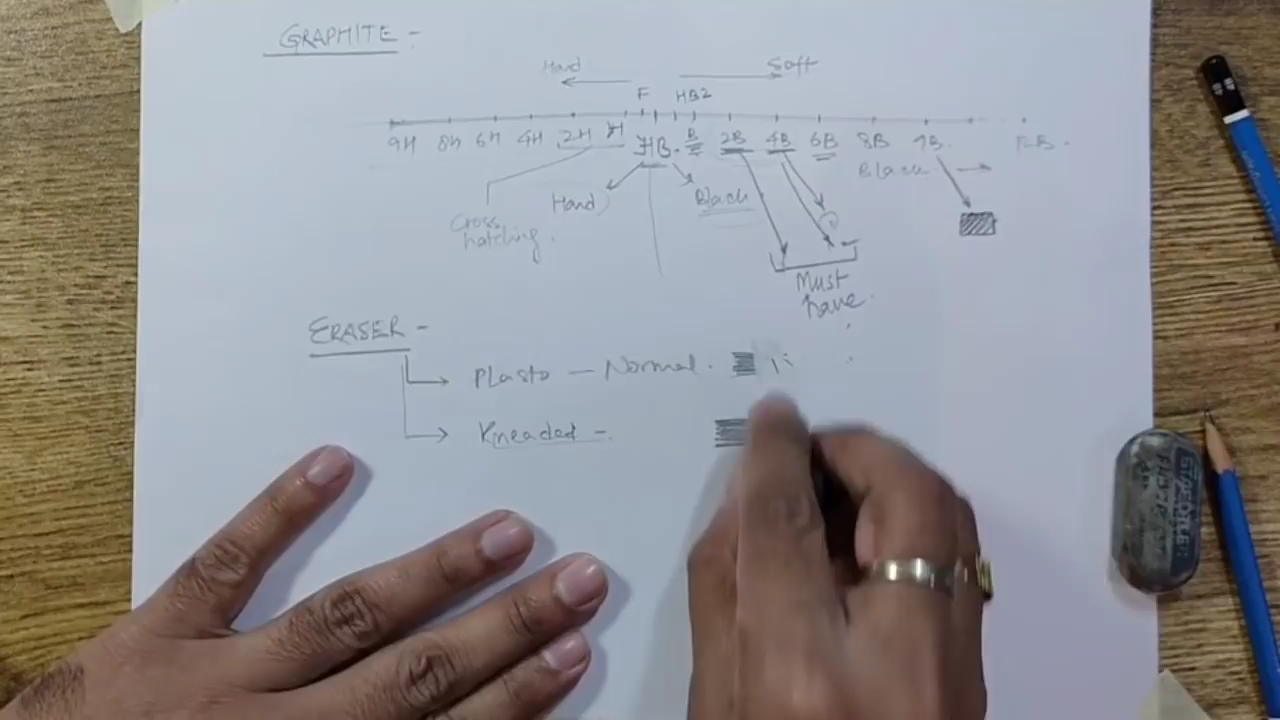 GRAPHITE -
Hard Soft
F HB2
9H 8H 6H 4H 2H H HB. B 2B 4B 6B 8B 9B.
Black
Hard Black
Cross
hatching.
Must
have.
ERASER -
Plasto - Normal.
Kneaded -